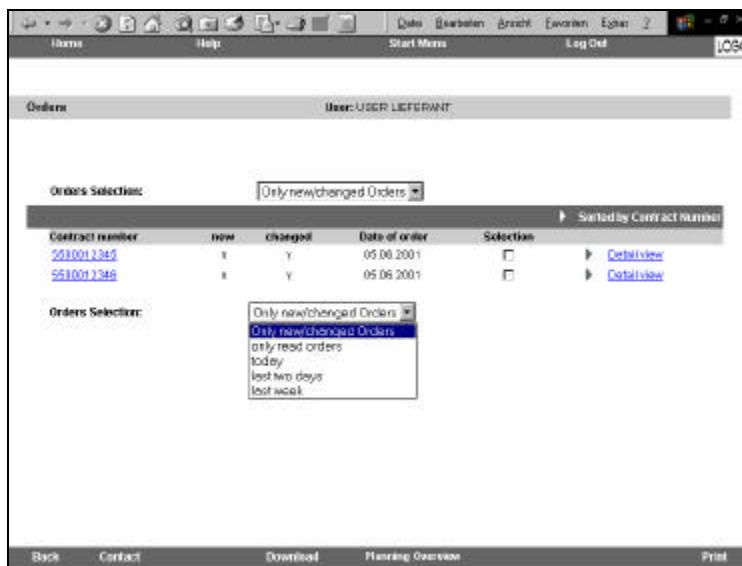 Datei Bearbeiten Ansicht Favoriten Extras ?
Home Help Start Menu Log Out LOGO
Orders User: USER LIEFERANT
Orders Selection: Only new/changed Orders
Sorted by Contract Number
Contract number new changed Date of order Selection
5500012345 05.06.2001 Detail view
5500012346 05.06.2001 Detail view
Orders Selection: Only new/changed Orders
Only new/changed Orders
only read orders
today
last two days
last week
Back Contact Download Planning Overview Print